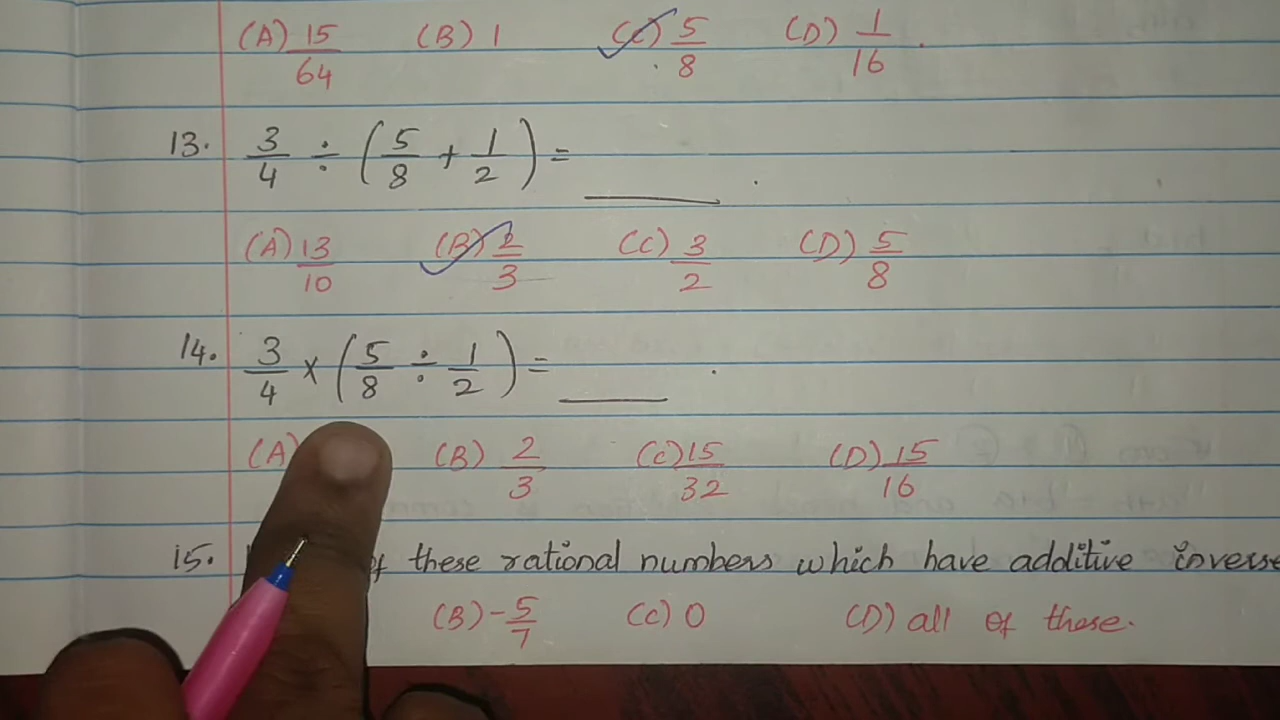 (A) 15/64 (B) 1 (C) 5/8 (D) 1/16.
13. 3/4 ÷ (5/8 + 1/2) = ______.
(A) 13/10 (B) 2/3 (C) 3/2 (D) 5/8
14. 3/4 × (5/8 ÷ 1/2) = ______.
(A) (B) 2/3 (C) 15/32 (D) 15/16
15. of these rational numbers which have additive inverse
(B) -5/7 (C) 0 (D) all of these.